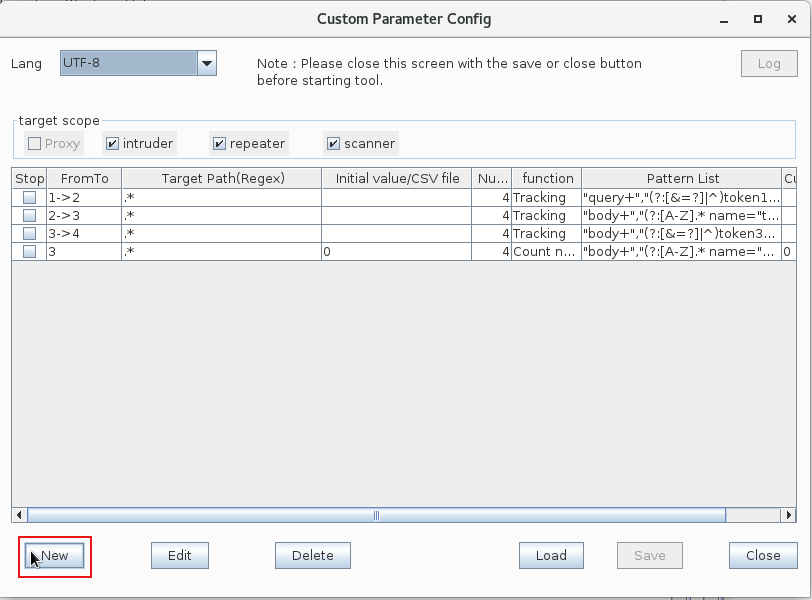 Custom Parameter Config
Lang UTF-8 Note : Please close this screen with the save or close button Log
before starting tool.
target scope
Proxy intruder repeater scanner
Stop FromTo Target Path(Regex) Initial value/CSV file Nu... function Pattern List Cu
1->2 .* 4 Tracking "query+","(?:[&=?]|^)token1...
2->3 .* 4 Tracking "body+","(?:[A-Z].* name="t...
3->4 .* 4 Tracking "body+","(?:[&=?]|^)token3...
3 .* 0 4 Count n... "body+","(?:[A-Z].* name="... 0
New Edit Delete Load Save Close